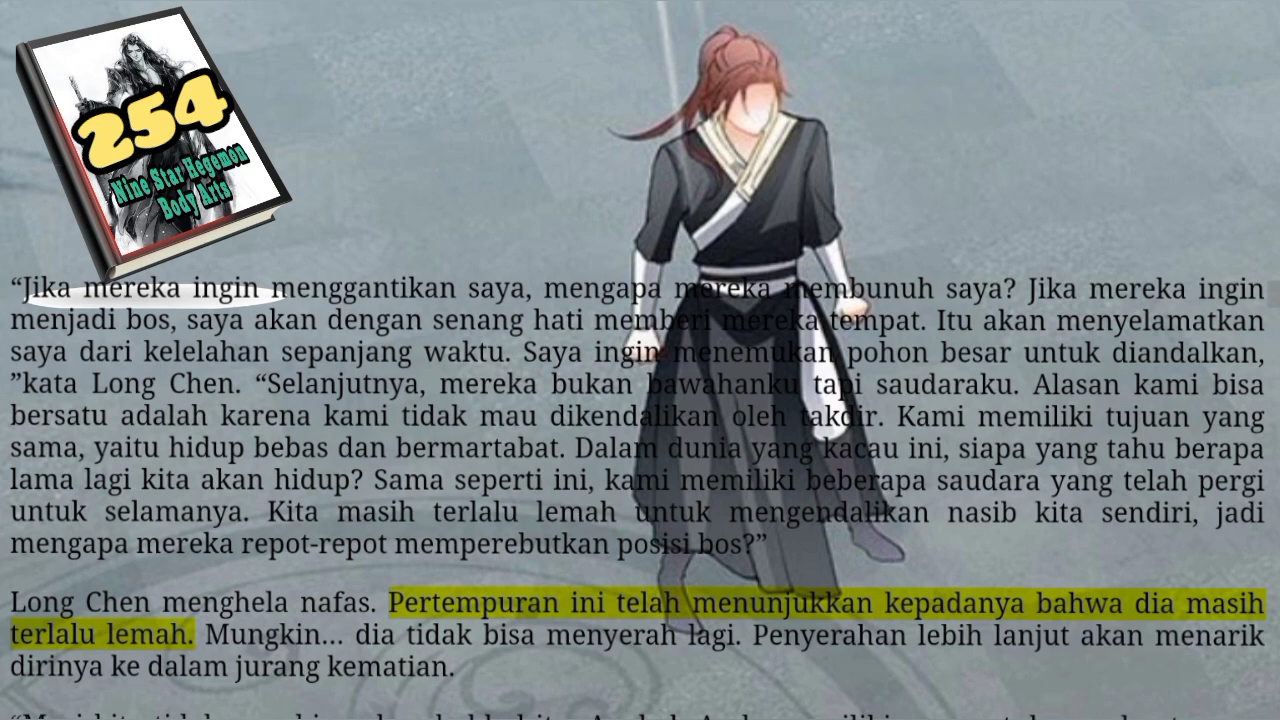 254
Nine Star Hegemon
Body Arts
“Jika mereka ingin menggantikan saya, mengapa mereka membunuh saya? Jika mereka ingin
menjadi bos, saya akan dengan senang hati memberi mereka tempat. Itu akan menyelamatkan
saya dari kelelahan sepanjang waktu. Saya ingin menemukan pohon besar untuk diandalkan,
”kata Long Chen. “Selanjutnya, mereka bukan bawahanku tapi saudaraku. Alasan kami bisa
bersatu adalah karena kami tidak mau dikendalikan oleh takdir. Kami memiliki tujuan yang
sama, yaitu hidup bebas dan bermartabat. Dalam dunia yang kacau ini, siapa yang tahu berapa
lama lagi kita akan hidup? Sama seperti ini, kami memiliki beberapa saudara yang telah pergi
untuk selamanya. Kita masih terlalu lemah untuk mengendalikan nasib kita sendiri, jadi
mengapa mereka repot-repot memperebutkan posisi bos?”
Long Chen menghela nafas. Pertempuran ini telah menunjukkan kepadanya bahwa dia masih
terlalu lemah. Mungkin... dia tidak bisa menyerah lagi. Penyerahan lebih lanjut akan menarik
dirinya ke dalam jurang kematian.